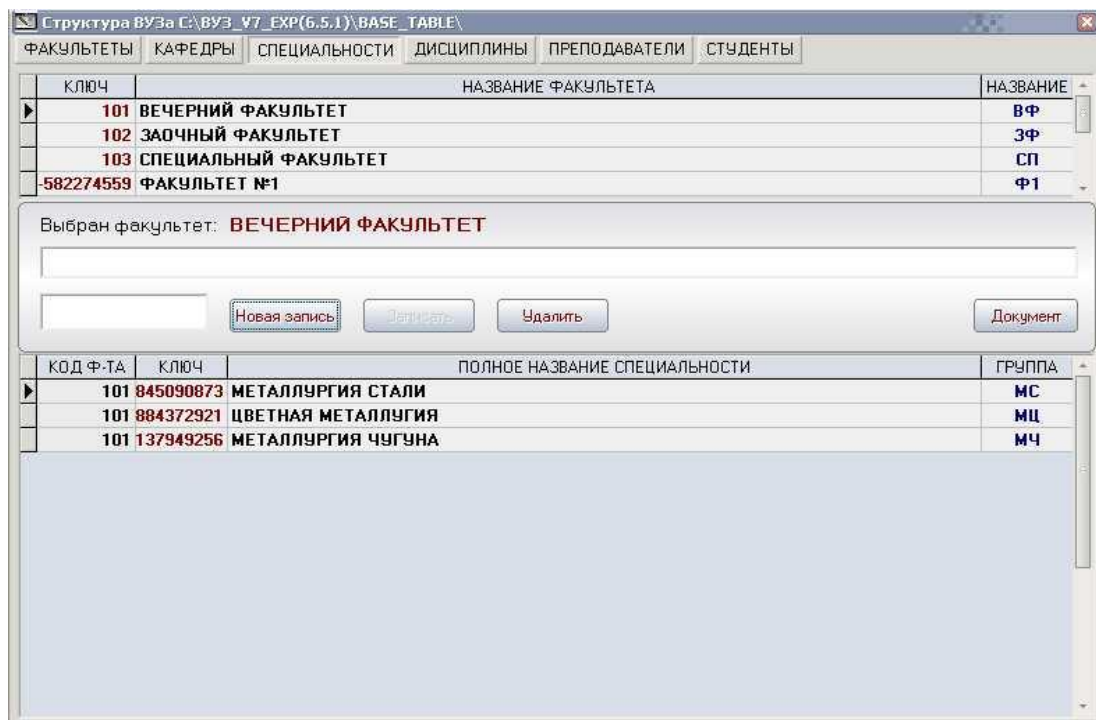 Структура ВУЗа C:\ВУЗ_V7_EXP(6.5.1)\BASE_TABLE\
ФАКУЛЬТЕТЫ КАФЕДРЫ СПЕЦИАЛЬНОСТИ ДИСЦИПЛИНЫ ПРЕПОДАВАТЕЛИ СТУДЕНТЫ
КЛЮЧ НАЗВАНИЕ ФАКУЛЬТЕТА НАЗВАНИЕ
101 ВЕЧЕРНИЙ ФАКУЛЬТЕТ ВФ
102 ЗАОЧНЫЙ ФАКУЛЬТЕТ ЗФ
103 СПЕЦИАЛЬНЫЙ ФАКУЛЬТЕТ СП
-582274559 ФАКУЛЬТЕТ №1 Ф1
Выбран факультет: ВЕЧЕРНИЙ ФАКУЛЬТЕТ
Новая запись Записать Удалить Документ
КОД Ф-ТА КЛЮЧ ПОЛНОЕ НАЗВАНИЕ СПЕЦИАЛЬНОСТИ ГРУППА
101 845090873 МЕТАЛЛУРГИЯ СТАЛИ МС
101 884372921 ЦВЕТНАЯ МЕТАЛЛУГИЯ МЦ
101 137949256 МЕТАЛЛУРГИЯ ЧУГУНА МЧ